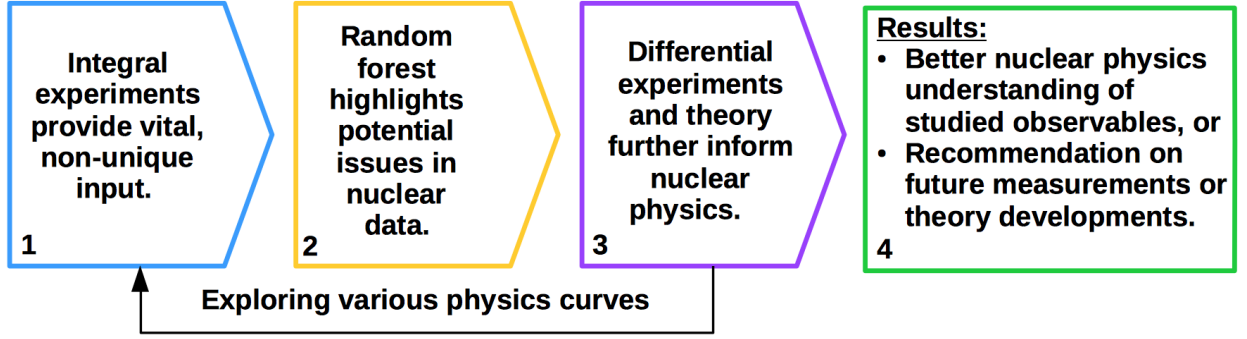 Integral
experiments
provide vital,
non-unique
input.
1
Random
forest
highlights
potential
issues in
nuclear
data.
2
Differential
experiments
and theory
further inform
nuclear
physics.
3
Results:
• Better nuclear physics
understanding of
studied observables, or
• Recommendation on
future measurements or
theory developments.
4
Exploring various physics curves